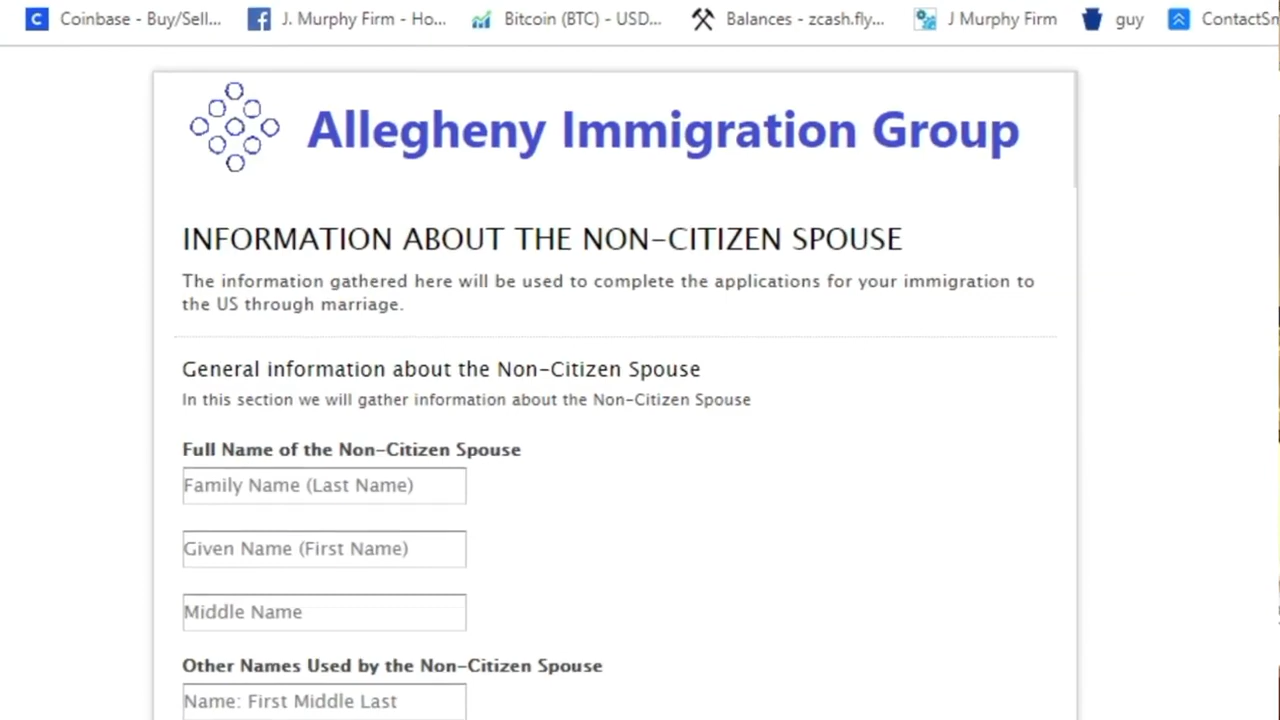 Coinbase - Buy/Sell... J. Murphy Firm - Ho... Bitcoin (BTC) - USD... Balances - zcash.fly... J Murphy Firm guy ContactSm
Allegheny Immigration Group
INFORMATION ABOUT THE NON-CITIZEN SPOUSE
The information gathered here will be used to complete the applications for your immigration to
the US through marriage.
General information about the Non-Citizen Spouse
In this section we will gather information about the Non-Citizen Spouse
Full Name of the Non-Citizen Spouse
Family Name (Last Name)
Given Name (First Name)
Middle Name
Other Names Used by the Non-Citizen Spouse
Name: First Middle Last